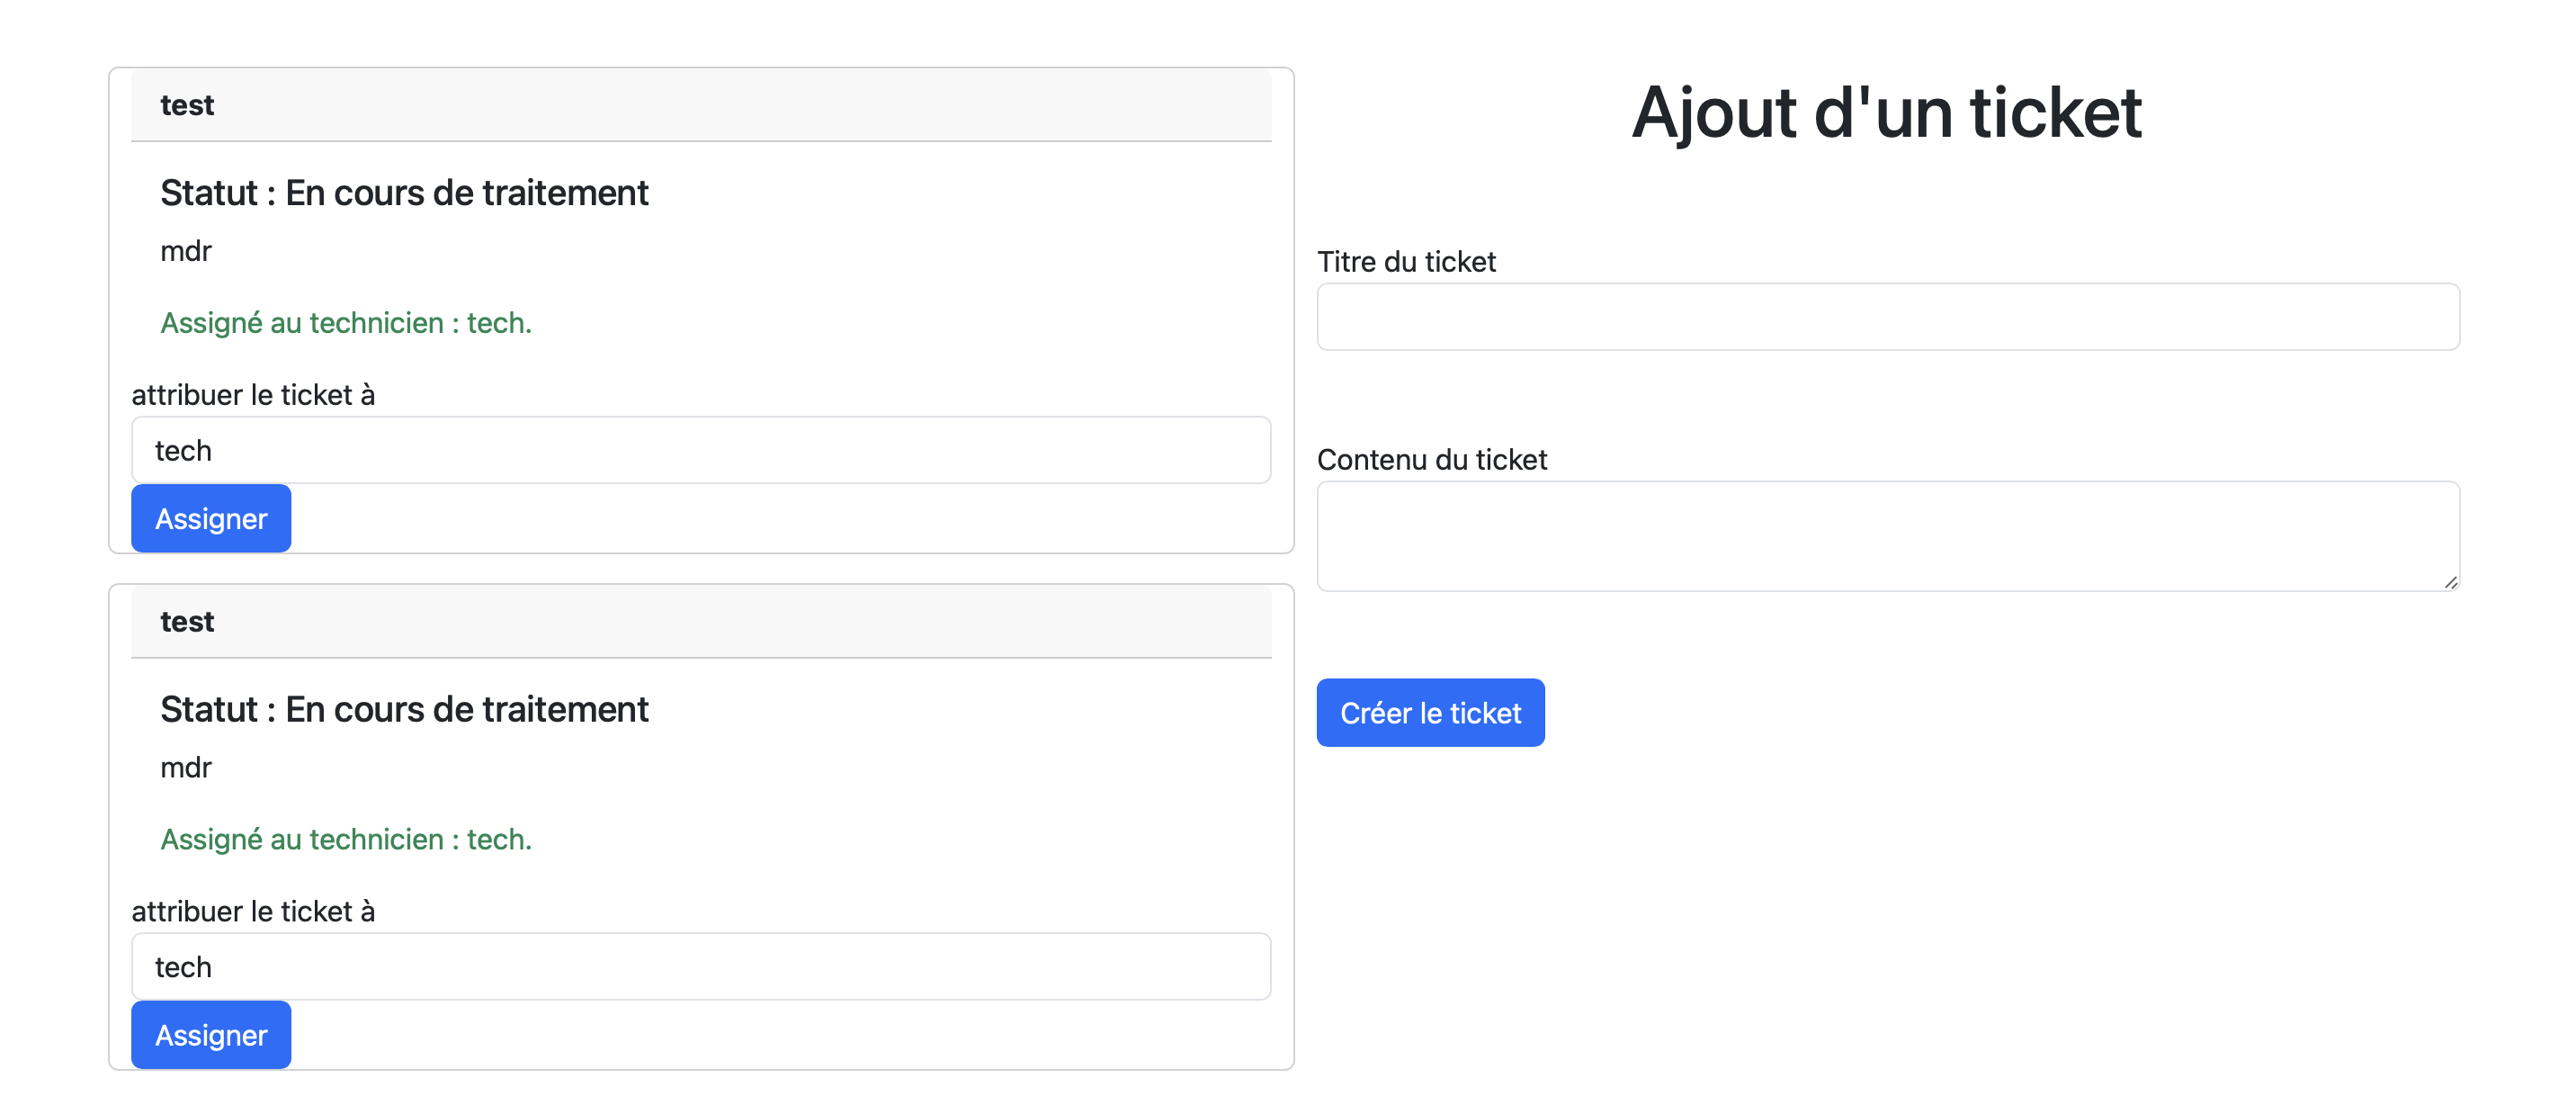 test
Statut : En cours de traitement
mdr
Assigné au technicien : tech.
attribuer le ticket à
tech
Assigner
test
Statut : En cours de traitement
mdr
Assigné au technicien : tech.
attribuer le ticket à
tech
Assigner
Ajout d'un ticket
Titre du ticket
Contenu du ticket
Créer le ticket